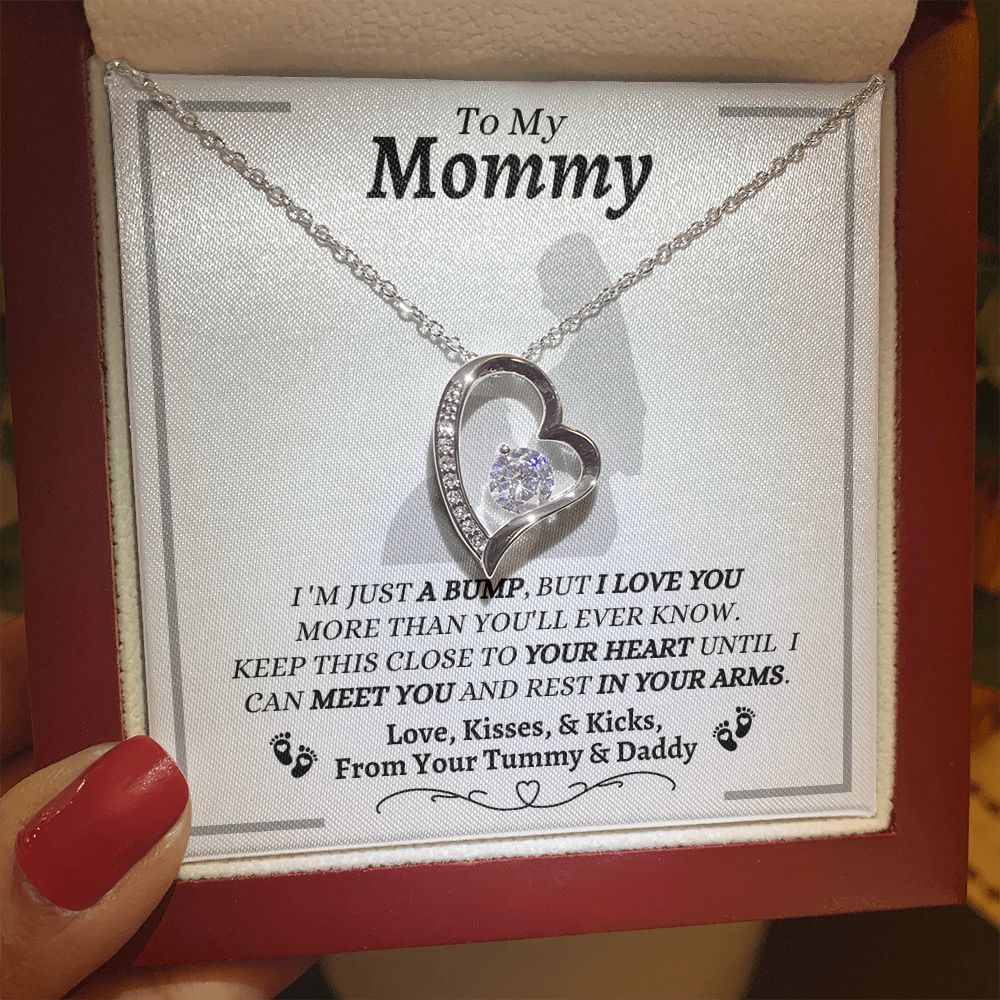 To My
Mommy
I'M JUST A BUMP, BUT I LOVE YOU
MORE THAN YOU'LL EVER KNOW.
KEEP THIS CLOSE TO YOUR HEART UNTIL I
CAN MEET YOU AND REST IN YOUR ARMS.
Love, Kisses, & Kicks,
From Your Tummy & Daddy